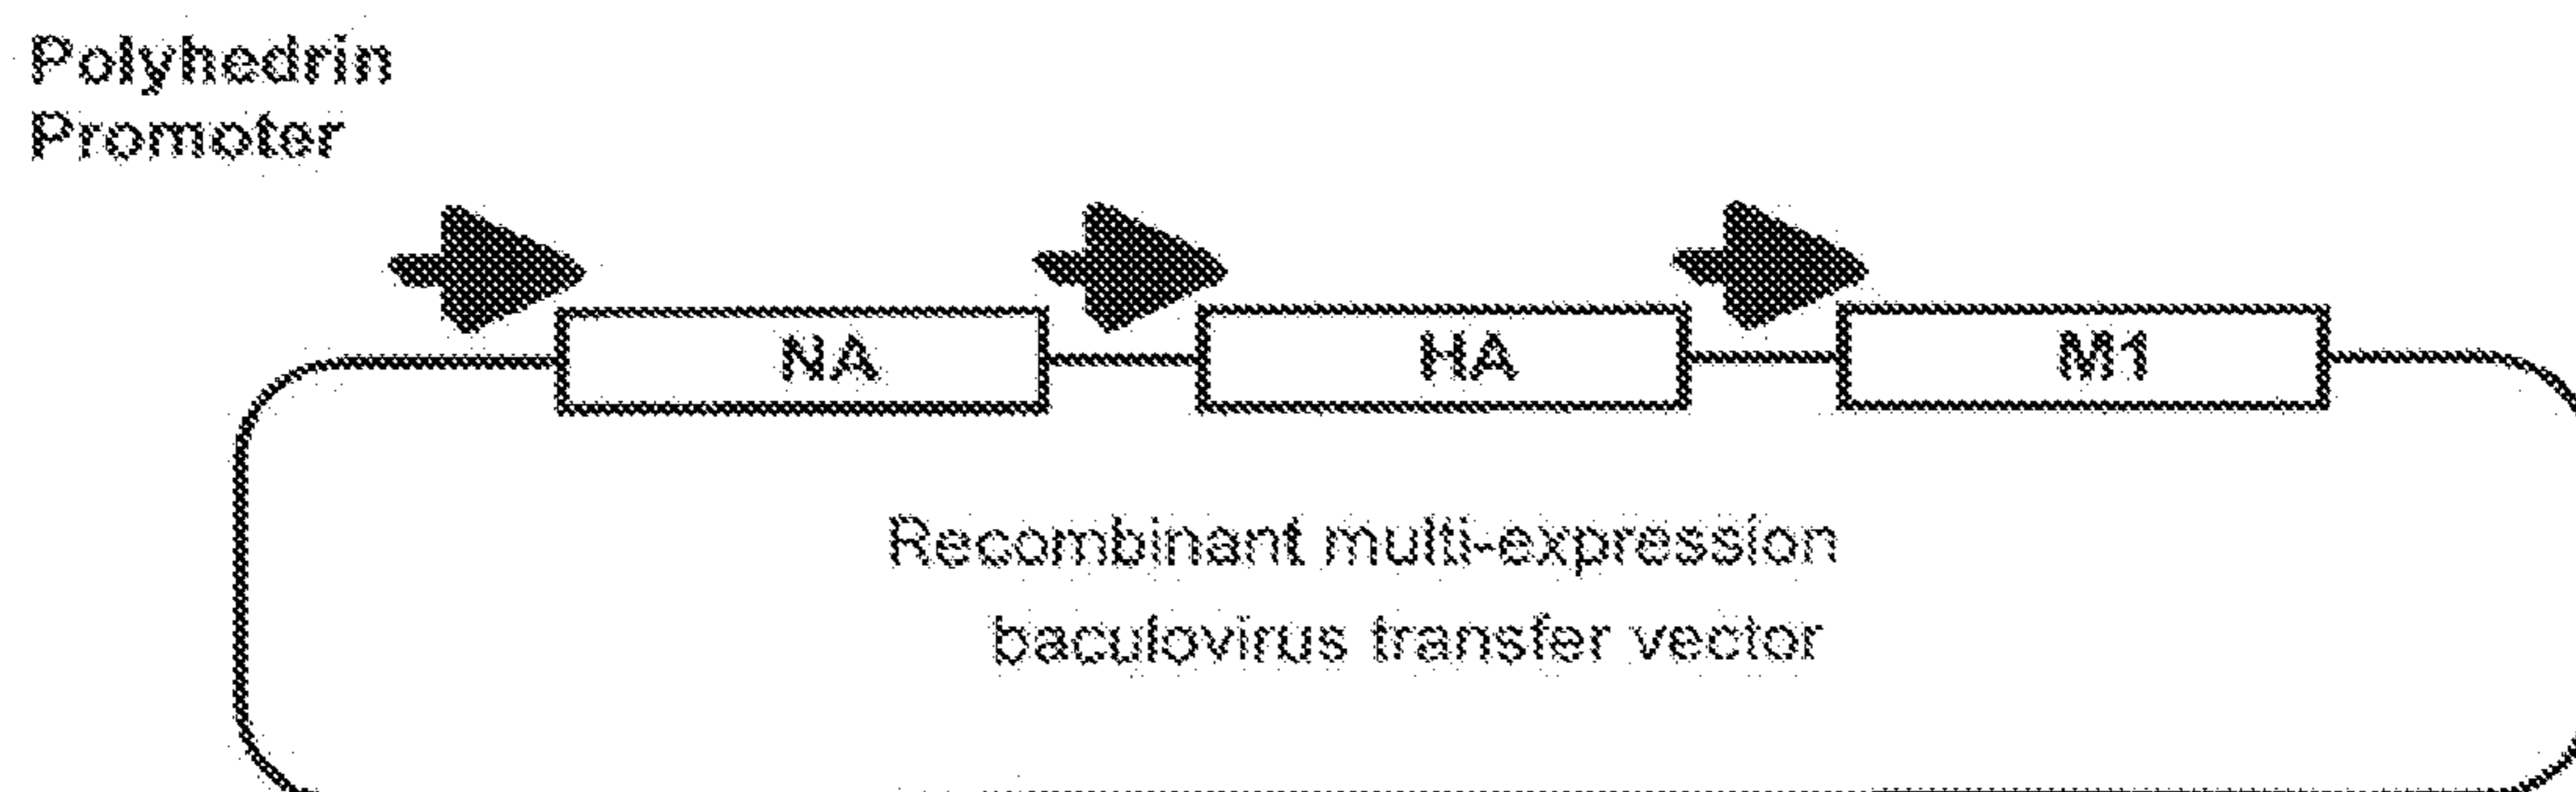 Polyhedrin
Promoter
NA
HA
M1
Recombinant multi-expression
baculovirus transfer vector